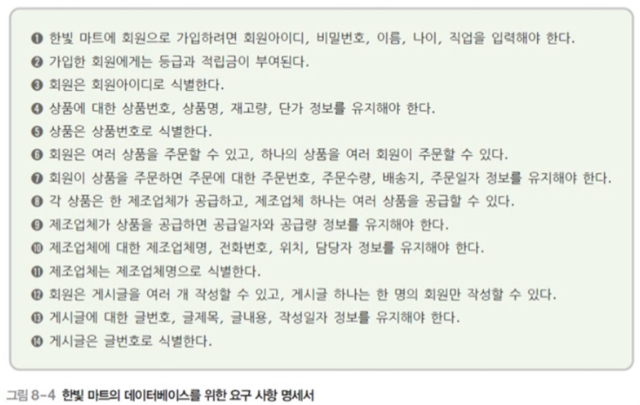 ❶ 한빛 마트에 회원으로 가입하려면 회원아이디, 비밀번호, 이름, 나이, 직업을 입력해야 한다.
❷ 가입한 회원에게는 등급과 적립금이 부여된다.
❸ 회원은 회원아이디로 식별한다.
❹ 상품에 대한 상품번호, 상품명, 재고량, 단가 정보를 유지해야 한다.
❺ 상품은 상품번호로 식별한다.
❻ 회원은 여러 상품을 주문할 수 있고, 하나의 상품을 여러 회원이 주문할 수 있다.
❼ 회원이 상품을 주문하면 주문에 대한 주문번호, 주문수량, 배송지, 주문일자 정보를 유지해야 한다.
❽ 각 상품은 한 제조업체가 공급하고, 제조업체 하나는 여러 상품을 공급할 수 있다.
❾ 제조업체가 상품을 공급하면 공급일자와 공급량 정보를 유지해야 한다.
❿ 제조업체에 대한 제조업체명, 전화번호, 위치, 담당자 정보를 유지해야 한다.
⓫ 제조업체는 제조업체명으로 식별한다.
⓬ 회원은 게시글을 여러 개 작성할 수 있고, 게시글 하나는 한 명의 회원만 작성할 수 있다.
⓭ 게시글에 대한 글번호, 글제목, 글내용, 작성일자 정보를 유지해야 한다.
⓮ 게시글은 글번호로 식별한다.
그림 8-4 한빛 마트의 데이터베이스를 위한 요구 사항 명세서